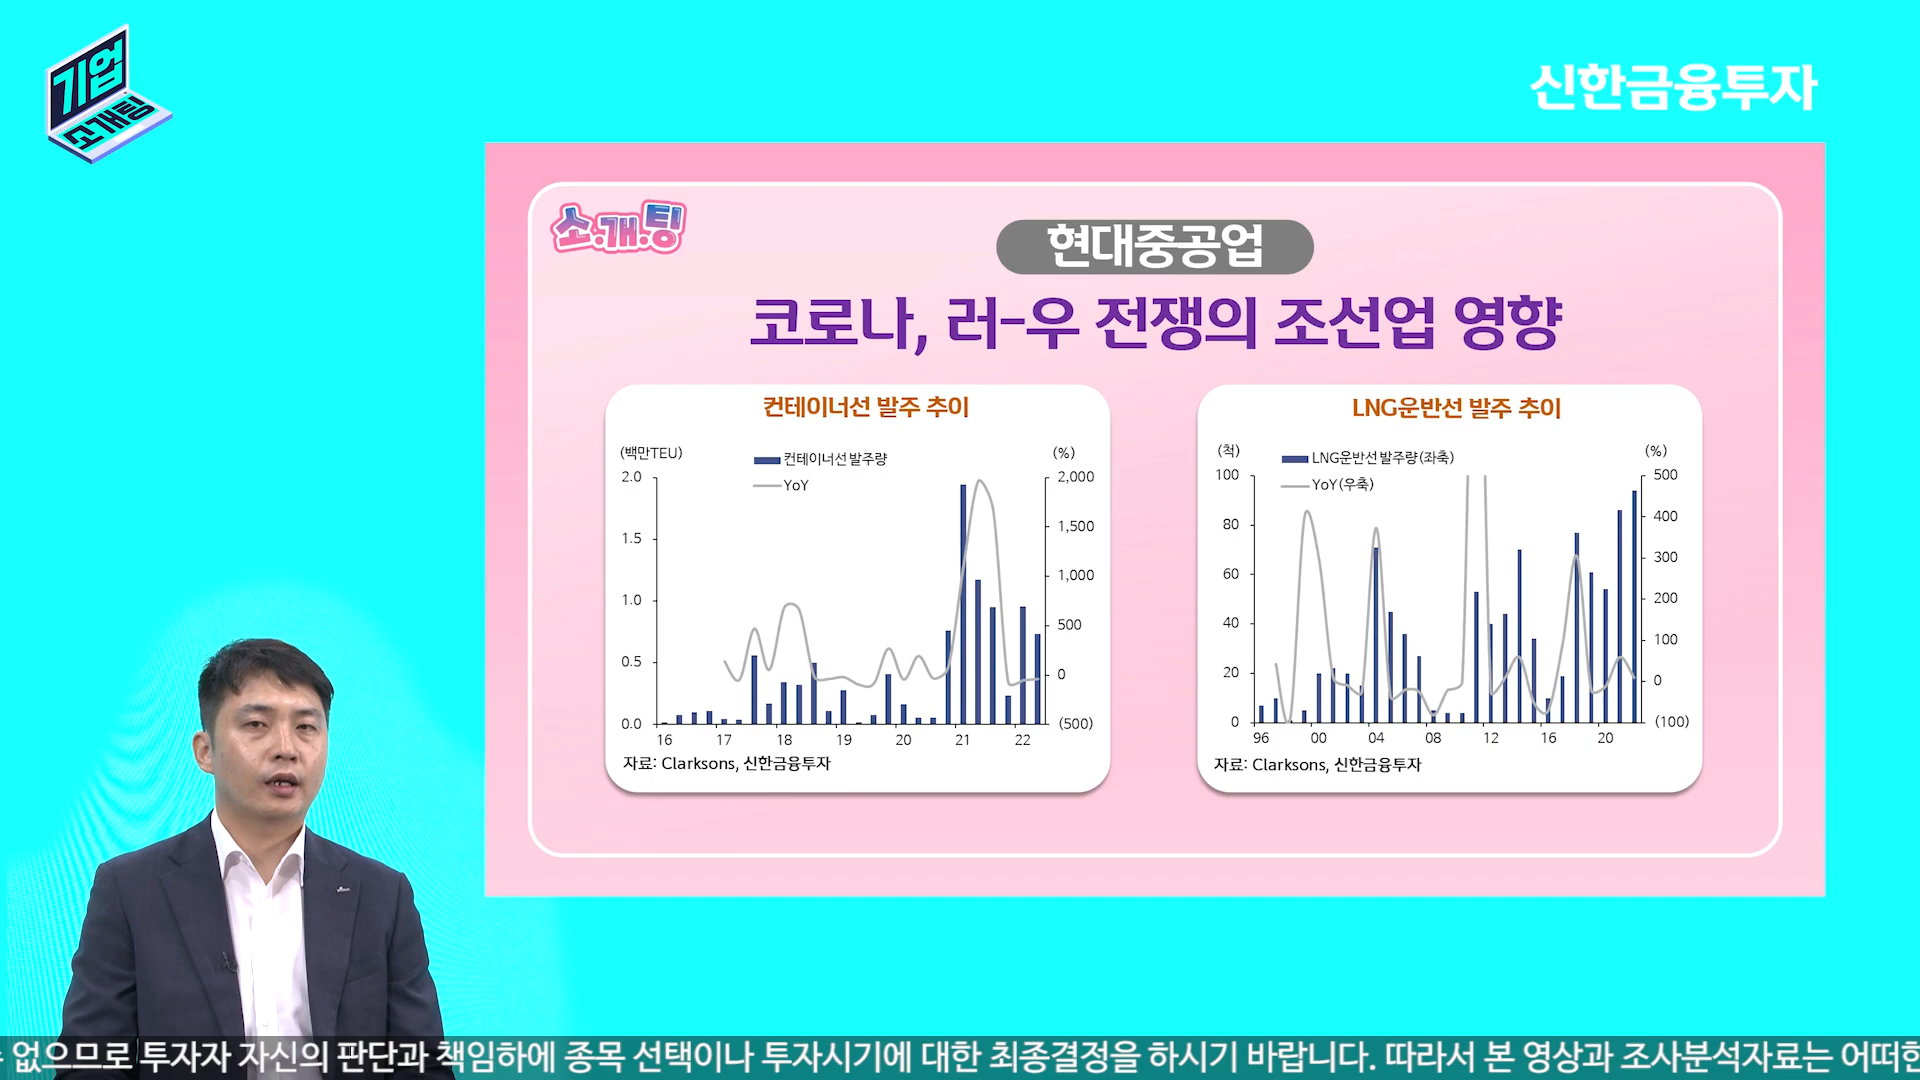 기업
소개팅
신한금융투자
소.개.팅
현대중공업
코로나, 러-우 전쟁의 조선업 영향
컨테이너선 발주 추이
(백만TEU)
컨테이너선 발주량
YoY
(%)
2.0
1.5
1.0
0.5
0.0
2,000
1,500
1,000
500
0
(500)
16 17 18 19 20 21 22
자료: Clarksons, 신한금융투자
LNG운반선 발주 추이
(척)
LNG운반선 발주량(좌축)
YoY(우축)
(%)
100
80
60
40
20
0
500
400
300
200
100
0
(100)
96 00 04 08 12 16 20
자료: Clarksons, 신한금융투자
없으므로 투자자 자신의 판단과 책임하에 종목 선택이나 투자시기에 대한 최종결정을 하시기 바랍니다. 따라서 본 영상과 조사분석자료는 어떠한